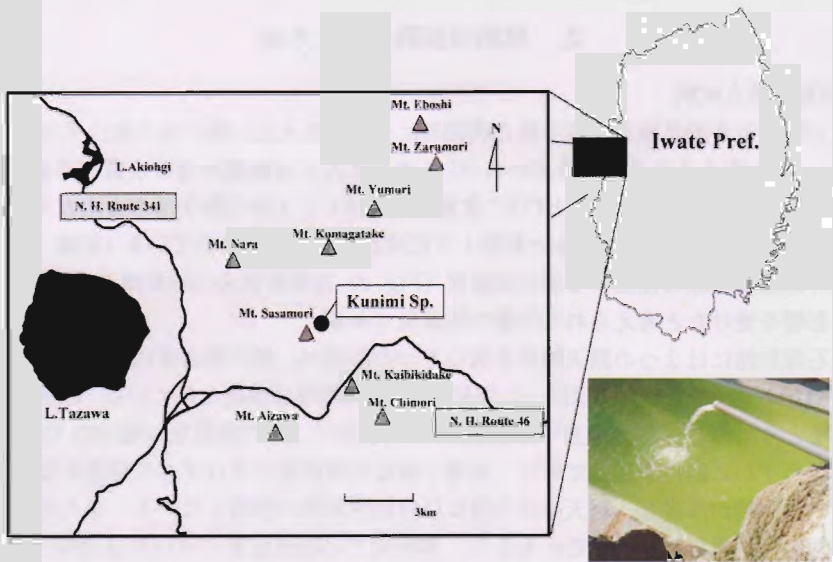 Mt. Eboshi
Mt. Zarumori
N
Iwate Pref.
L.Akiohgi
N. H. Route 341
Mt. Yumori
Mt. Komagatake
Mt. Nara
Kunimi Sp.
Mt. Sasamori
L.Tazawa
Mt. Kaibikidake
Mt. Chimori
Mt. Aizawa
N. H. Route 46
3km